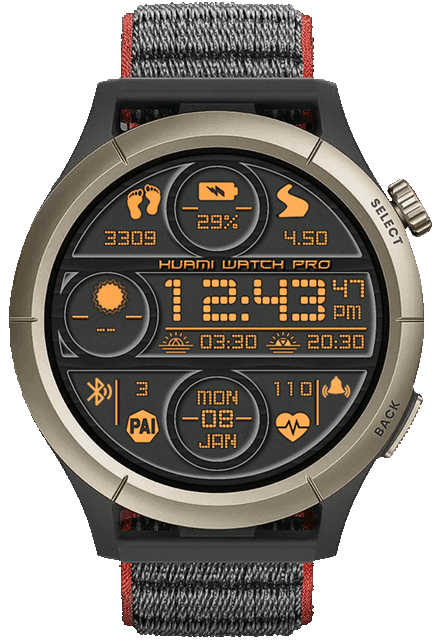 29%
3309
4.50
SELECT
HUAMI WATCH PRO
12:43 47
PM
-- --
03:30 20:30
3
MON
110
PAI
08
JAN
BACK